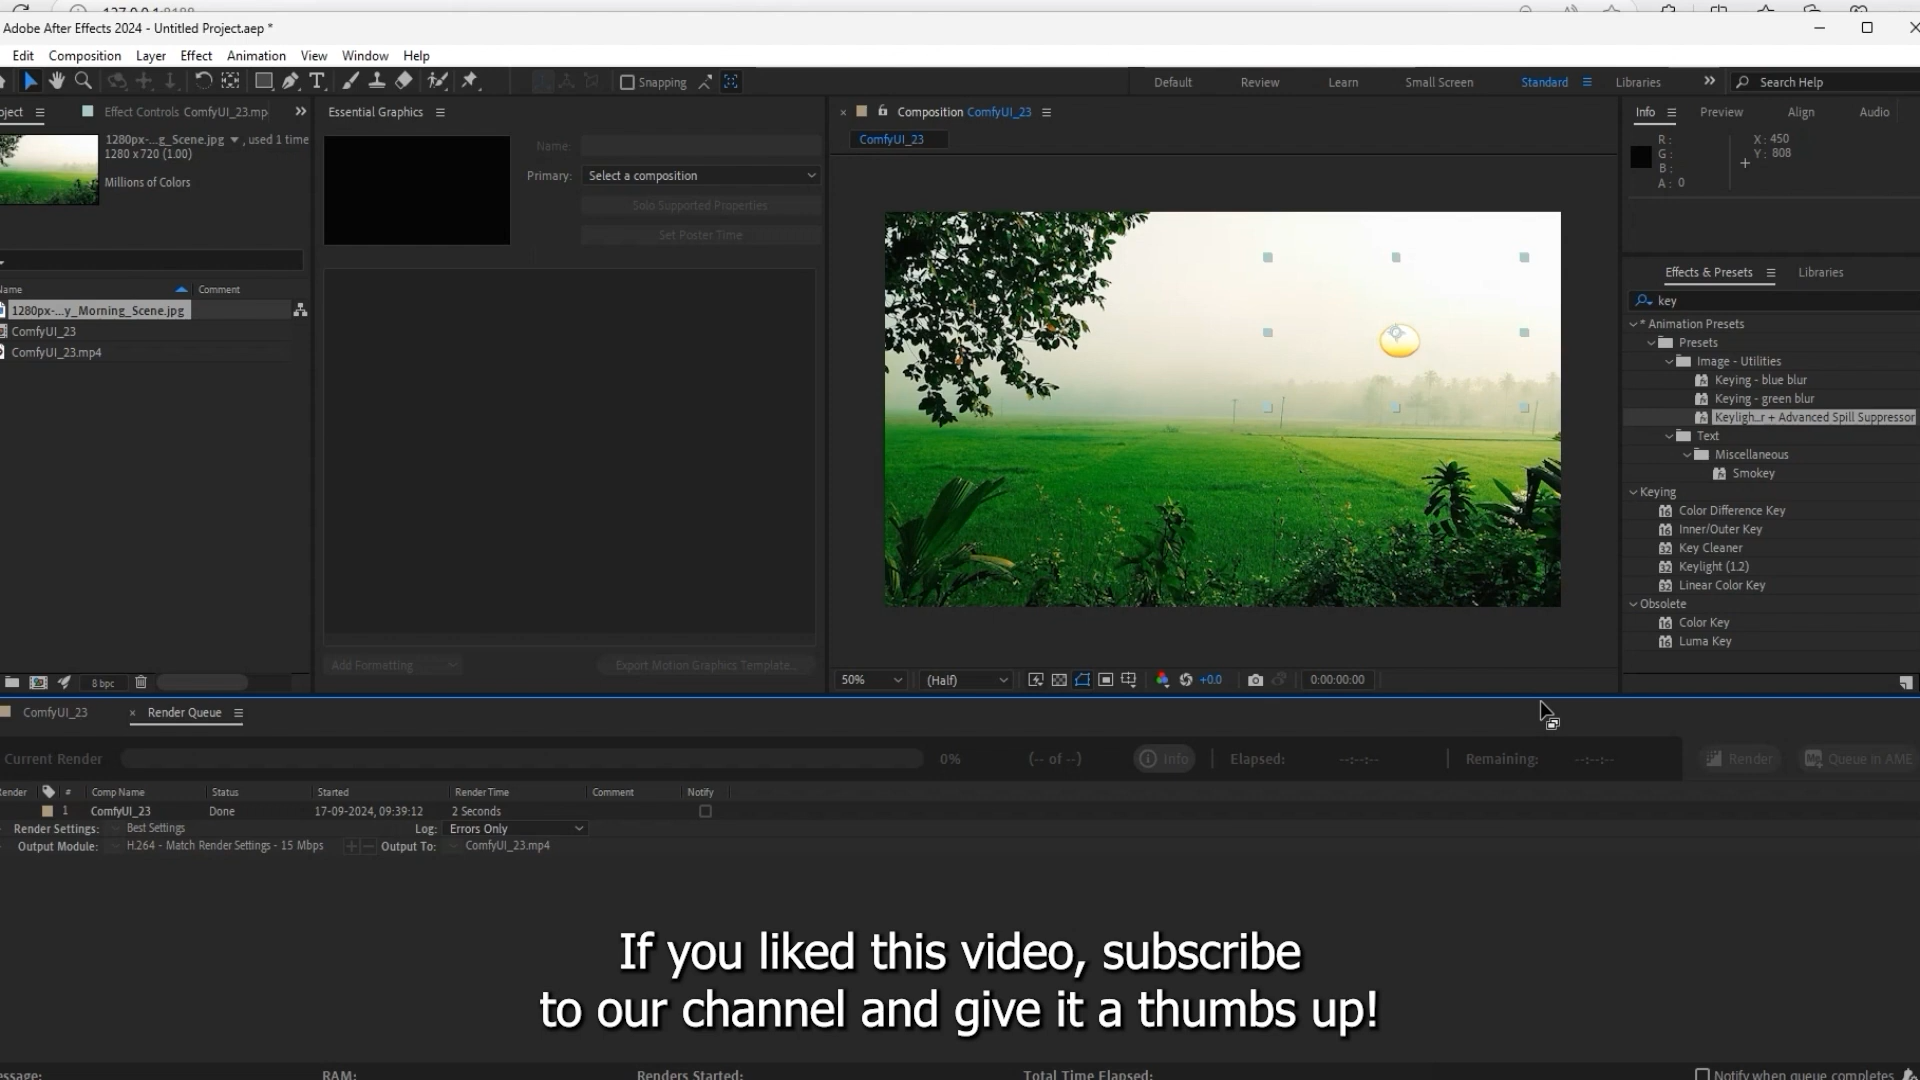 127.0.0.1:8188
Adobe After Effects 2024 - Untitled Project.aep *
Edit Composition Layer Effect Animation View Window Help
Snapping Default Review Learn Small Screen Standard Libraries Search Help
oject Effect Controls ComfyUI_23.mp Essential Graphics Composition ComfyUI_23 Info Preview Align Audio
ComfyUI_23
1280px-...g_Scene.jpg , used 1 time
1280 x 720 (1.00)
Millions of Colors
Name:
Primary: Select a composition
Solo Supported Properties
Set Poster Time
R:
G:
B:
A: 0
X: 450
Y: 808
Name Comment
1280px-...y_Morning_Scene.jpg
ComfyUI_23
ComfyUI_23.mp4
Effects & Presets Libraries
key
* Animation Presets
Presets
Image - Utilities
Keying - blue blur
Keying - green blur
Keyligh...r + Advanced Spill Suppressor
Text
Miscellaneous
Smokey
Keying
Color Difference Key
Inner/Outer Key
Key Cleaner
Keylight (1.2)
Linear Color Key
Obsolete
Color Key
Luma Key
Add Formatting Export Motion Graphics Template...
8 bpc 50% (Half) +0.0 0:00:00:00
ComfyUI_23 Render Queue
Current Render 0% (-- of --) Info Elapsed: --:--:-- Remaining: --:--:-- Render Queue in AME
ender # Comp Name Status Started Render Time Comment Notify
1 ComfyUI_23 Done 17-09-2024, 09:39:12 2 Seconds
Render Settings: Best Settings Log: Errors Only
Output Module: H.264 - Match Render Settings - 15 Mbps Output To: ComfyUI_23.mp4
If you liked this video, subscribe
to our channel and give it a thumbs up!
essage: RAM: Renders Started: Total Time Elapsed: Notify when queue completes